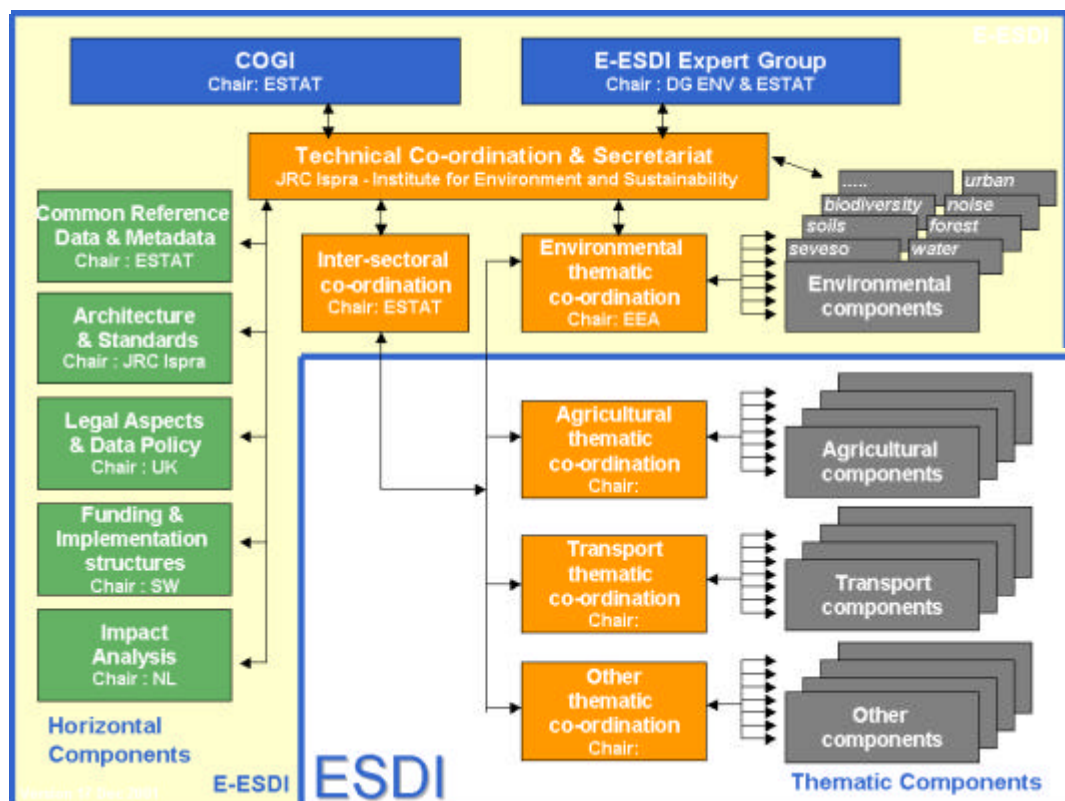 E-ESDI
COGI
Chair: ESTAT
E-ESDI Expert Group
Chair : DG ENV & ESTAT
Technical Co-ordination & Secretariat
JRC Ispra - Institute for Environment and Sustainability
.....
urban
biodiversity
noise
soils
forest
seveso
water
Environmental
components
Common Reference
Data & Metadata
Chair : ESTAT
Inter-sectoral
co-ordination
Chair: ESTAT
Environmental
thematic
co-ordination
Chair: EEA
Architecture
& Standards
Chair : JRC Ispra
Legal Aspects
& Data Policy
Chair : UK
Agricultural
thematic
co-ordination
Chair:
Agricultural
components
Funding &
Implementation
structures
Chair : SW
Transport
thematic
co-ordination
Chair:
Transport
components
Impact
Analysis
Chair : NL
Other
thematic
co-ordination
Chair:
Other
components
Horizontal
Components
E-ESDI
ESDI
Thematic Components